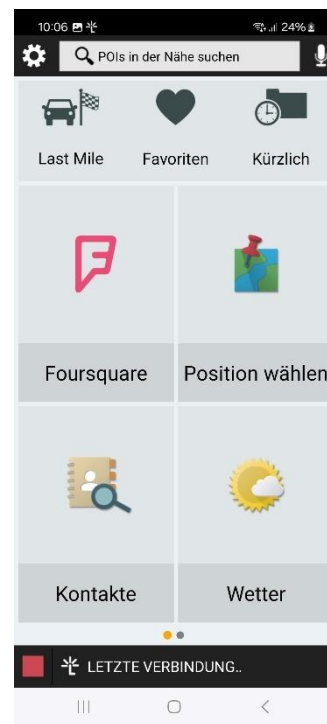 10:06 24%
POIs in der Nähe suchen
Last Mile Favoriten Kürzlich
Foursquare Position wählen
Kontakte Wetter
LETZTE VERBINDUNG..